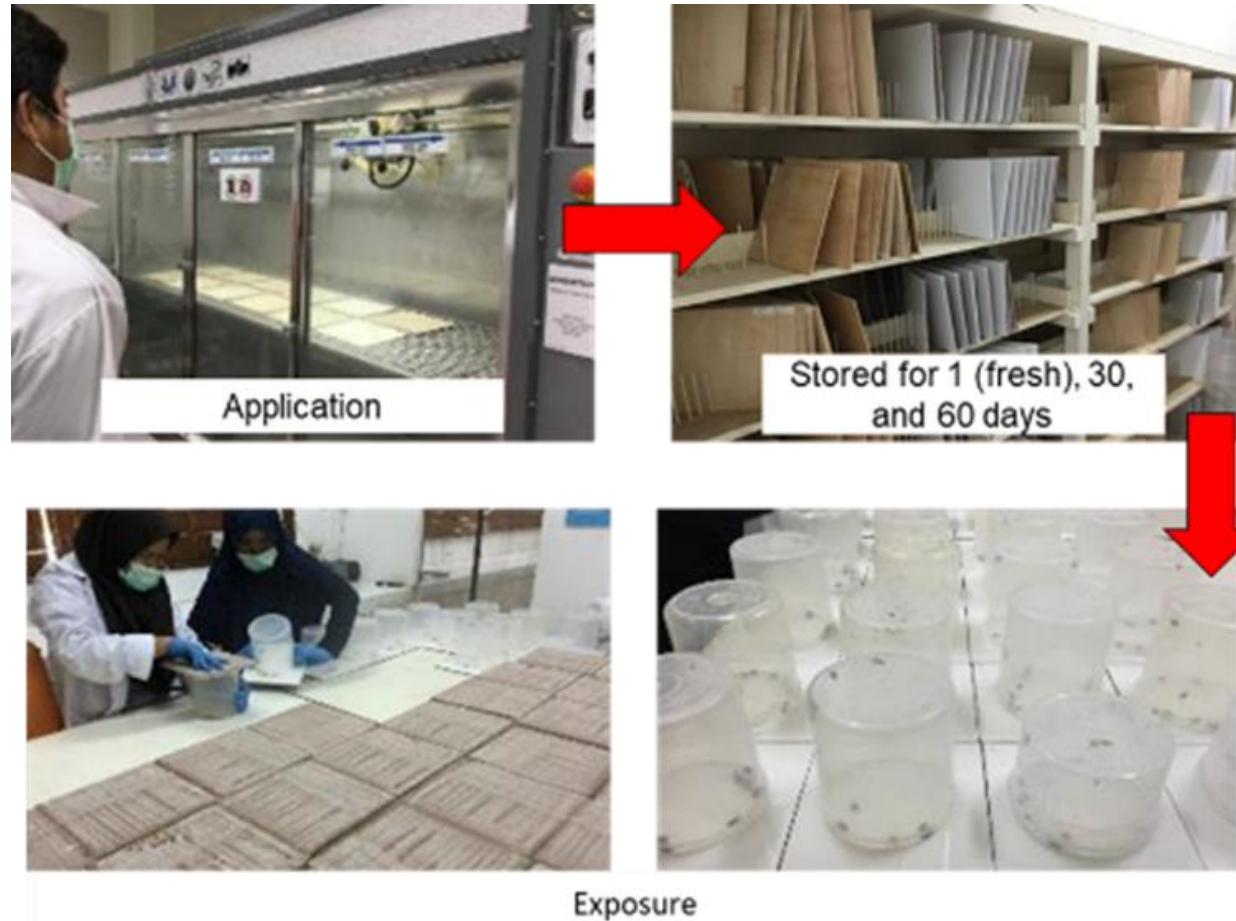 Application
Stored for 1 (fresh), 30,
and 60 days
Exposure